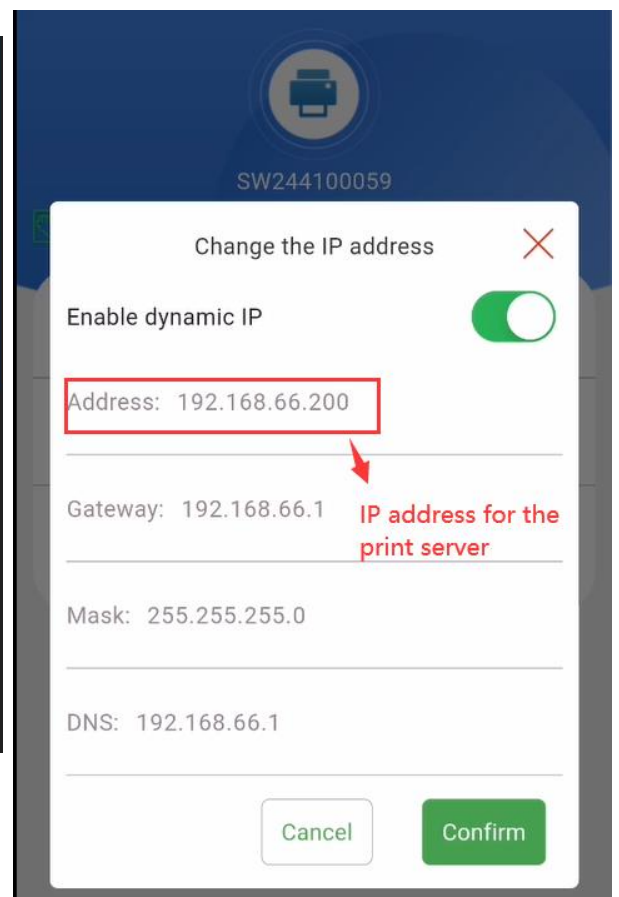 SW244100059
Change the IP address
Enable dynamic IP
Address: 192.168.66.200
Gateway: 192.168.66.1
IP address for the
print server
Mask: 255.255.255.0
DNS: 192.168.66.1
Cancel
Confirm